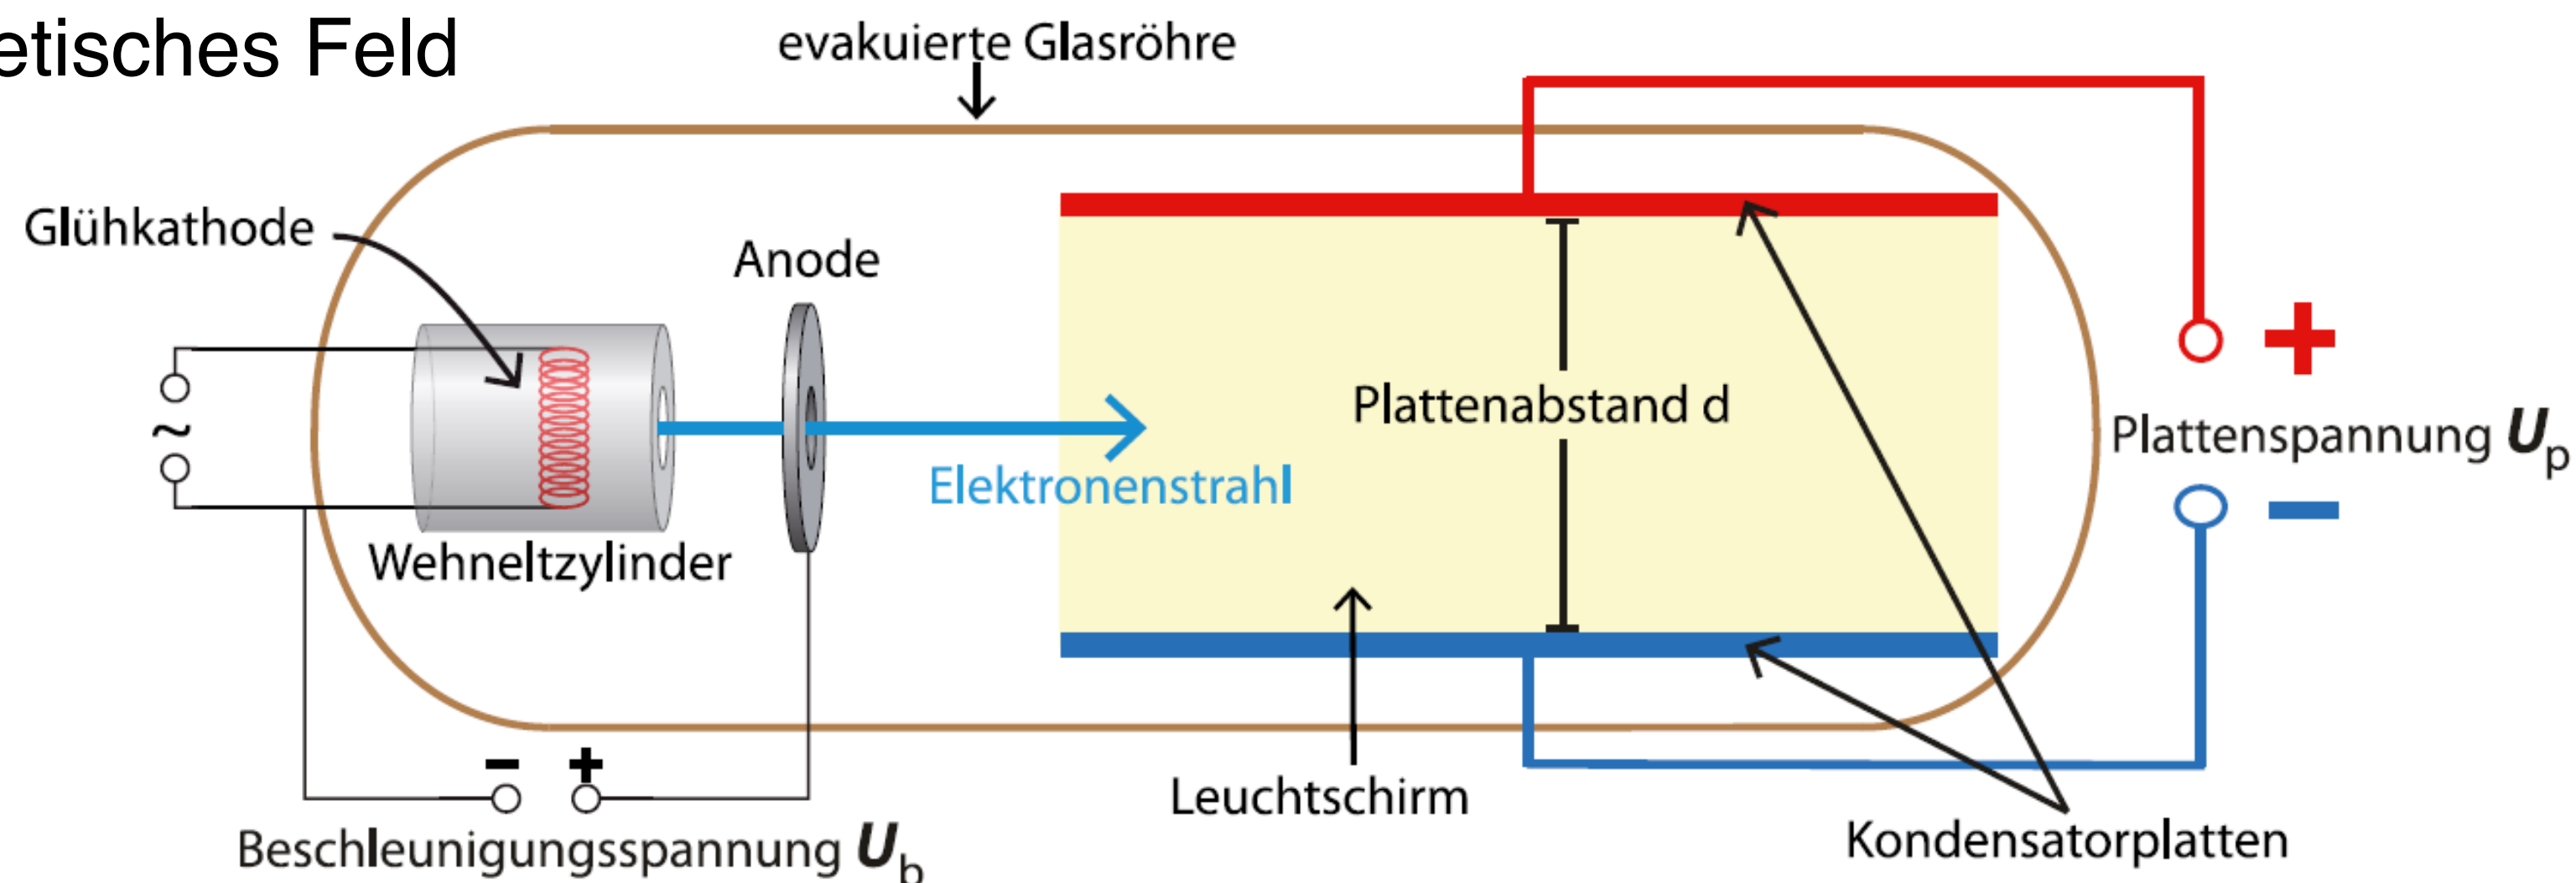 etisches Feld
evakuierte Glasröhre
Glühkathode
Anode
+
Plattenabstand d
~
Plattenspannung Up
Elektronenstrahl
−
Wehneltzylinder
− +
Leuchtschirm
Beschleunigungsspannung Ub
Kondensatorplatten